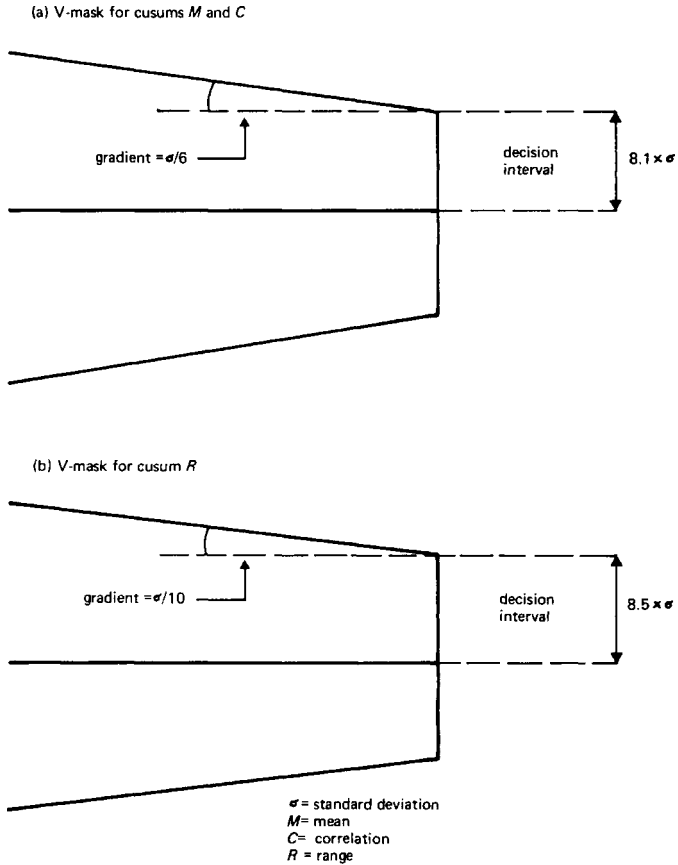 (a) V-mask for cusums M and C
gradient = σ/6
decision
interval
8.1 × σ
(b) V-mask for cusum R
gradient = σ/10
decision
interval
8.5 × σ
σ = standard deviation
M = mean
C = correlation
R = range